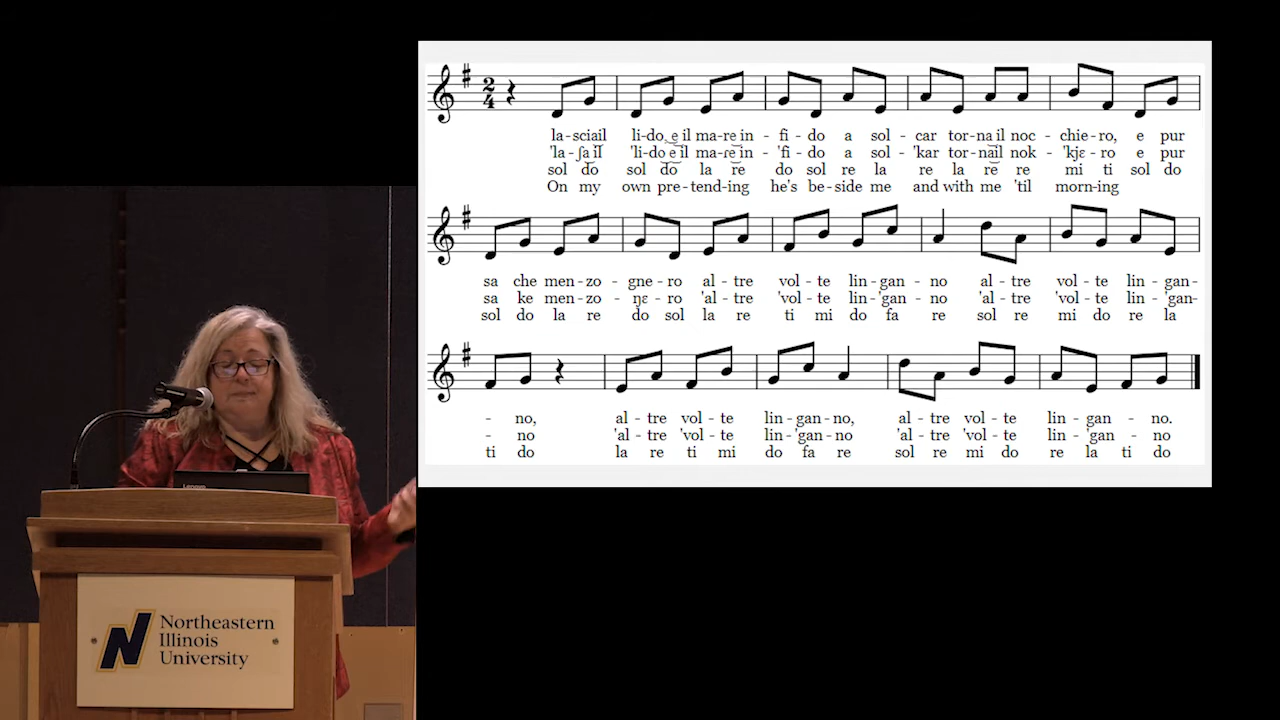 2
4
la-sciail li-do, e il ma-re in - fi - do a sol - car tor-na il noc - chie-ro, e pur
'la-ʃa il 'li-do e il ma-re in - 'fi - do a sol - 'kar tor-nail nok - 'kjɛ-ro e pur
sol do sol do la re do sol re la re la re re mi ti sol do
On my own pre-tend-ing he's be-side me and with me 'til morn-ing
sa che men-zo - gne-ro al-tre vol-te lin-gan-no al-tre vol-te lin-gan-
sa ke men-zo - ŋɛ-ro 'al-tre 'vol-te lin-'gan-no 'al-tre 'vol-te lin-'gan-
sol do la re do sol la re ti mi do fa re sol re mi do re la
- no, al-tre vol-te lin-gan-no, al-tre vol-te lin-gan-no.
- no 'al-tre 'vol-te lin-'gan-no 'al-tre 'vol-te lin-'gan-no
ti do la re ti mi do fa re sol re mi do re la ti do
Lenovo
N Northeastern
Illinois
University